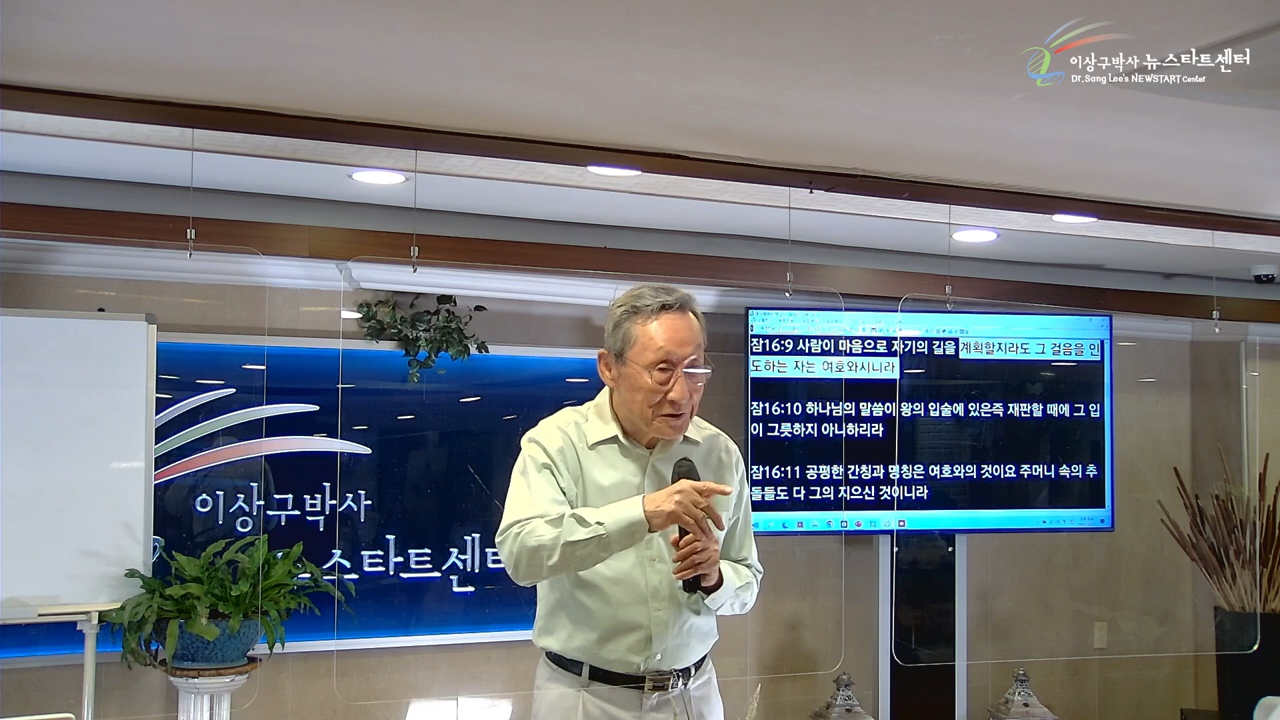 이상구박사 뉴스타트센터
Dr. Sang Lee's NEWSTART Center
잠16:9 사람이 마음으로 자기의 길을 계획할지라도 그 걸음을 인
도하는 자는 여호와시니라
잠16:10 하나님의 말씀이 왕의 입술에 있은즉 재판할 때에 그 입
이 그릇하지 아니하리라
잠16:11 공평한 간칭과 명칭은 여호와의 것이요 주머니 속의 추
돌들도 다 그의 지으신 것이니라
이상구박사
스타트센터